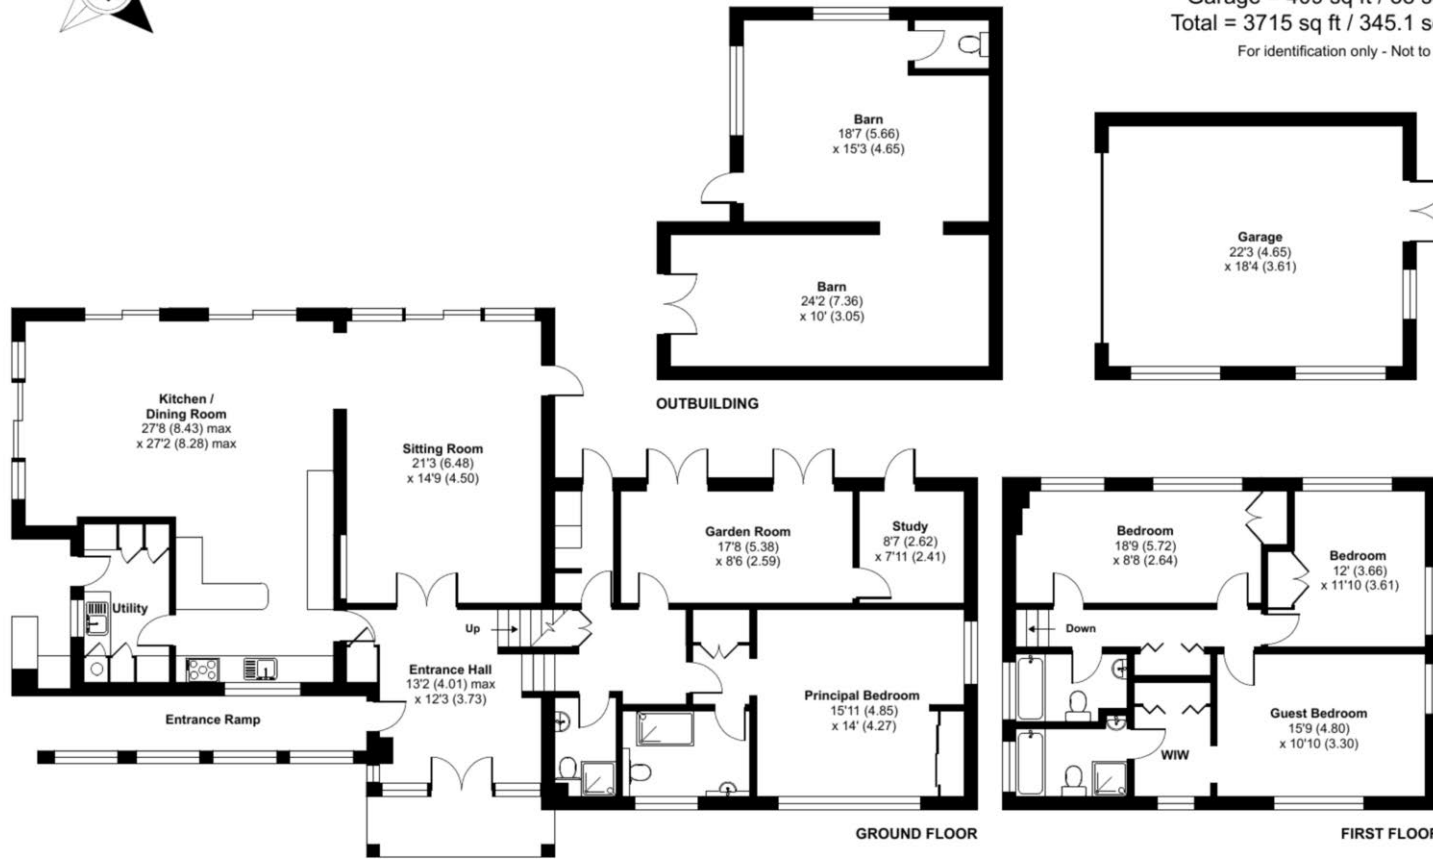 Total = 3715 sq ft / 345.1 s
For identification only - Not to
Barn
18'7 (5.66)
x 15'3 (4.65)
Barn
24'2 (7.36)
x 10' (3.05)
OUTBUILDING
Garage
22'3 (4.65)
x 18'4 (3.61)
Kitchen /
Dining Room
27'8 (8.43) max
x 27'2 (8.28) max
Sitting Room
21'3 (6.48)
x 14'9 (4.50)
Utility
Entrance Ramp
Up
Entrance Hall
13'2 (4.01) max
x 12'3 (3.73)
Garden Room
17'8 (5.38)
x 8'6 (2.59)
Study
8'7 (2.62)
x 7'11 (2.41)
Principal Bedroom
15'11 (4.85)
x 14' (4.27)
GROUND FLOOR
Bedroom
18'9 (5.72)
x 8'8 (2.64)
Bedroom
12' (3.66)
x 11'10 (3.61)
Down
Guest Bedroom
15'9 (4.80)
x 10'10 (3.30)
WIW
FIRST FLOOR